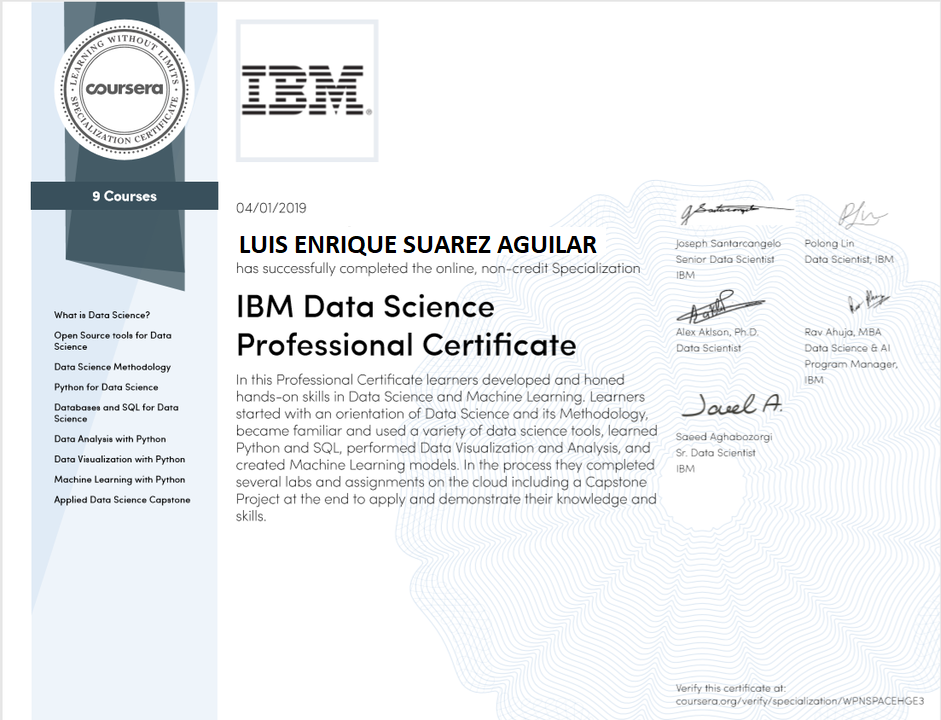 LEARNING WITHOUT LIMITS
coursera
SPECIALIZATION CERTIFICATE
IBM
9 Courses
What is Data Science?
Open Source tools for Data
Science
Data Science Methodology
Python for Data Science
Databases and SQL for Data
Science
Data Analysis with Python
Data Visualization with Python
Machine Learning with Python
Applied Data Science Capstone
04/01/2019
LUIS ENRIQUE SUAREZ AGUILAR
has successfully completed the online, non-credit Specialization
IBM Data Science
Professional Certificate
In this Professional Certificate learners developed and honed
hands-on skills in Data Science and Machine Learning. Learners
started with an orientation of Data Science and its Methodology,
became familiar and used a variety of data science tools, learned
Python and SQL, performed Data Visualization and Analysis, and
created Machine Learning models. In the process they completed
several labs and assignments on the cloud including a Capstone
Project at the end to apply and demonstrate their knowledge and
skills.
Joseph Santarcangelo
Senior Data Scientist
IBM
Polong Lin
Data Scientist, IBM
Alex Aklson, Ph.D.
Data Scientist
Rav Ahuja, MBA
Data Science & AI
Program Manager,
IBM
Saeed Aghabozorgi
Sr. Data Scientist
IBM
Verify this certificate at:
coursera.org/verify/specialization/WPNSPACEHGE3